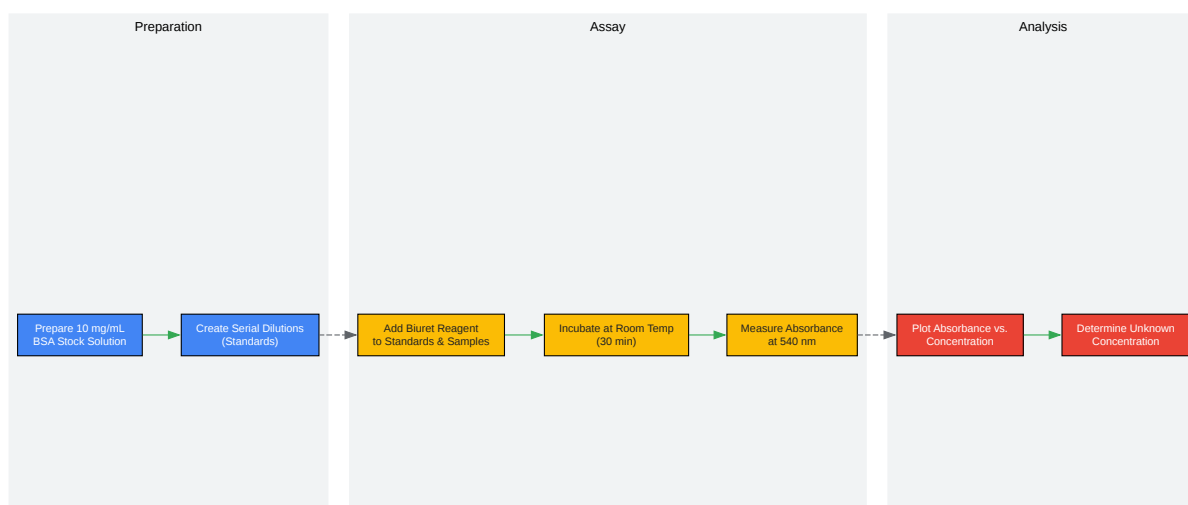 Preparation
Assay
Analysis
Prepare 10 mg/mL
BSA Stock Solution
Create Serial Dilutions
(Standards)
Add Biuret Reagent
to Standards & Samples
Incubate at Room Temp
(30 min)
Measure Absorbance
at 540 nm
Plot Absorbance vs.
Concentration
Determine Unknown
Concentration